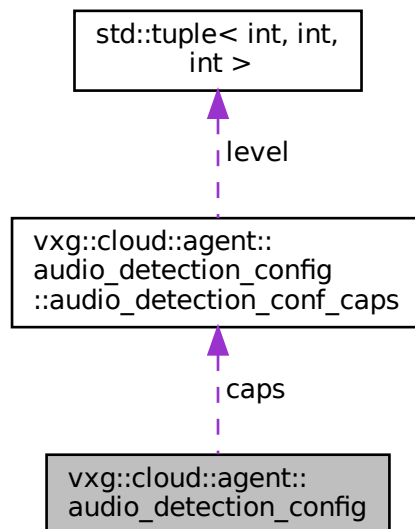 std::tuple< int, int,
int >
level
vxg::cloud::agent::
audio_detection_config
::audio_detection_conf_caps
caps
vxg::cloud::agent::
audio_detection_config